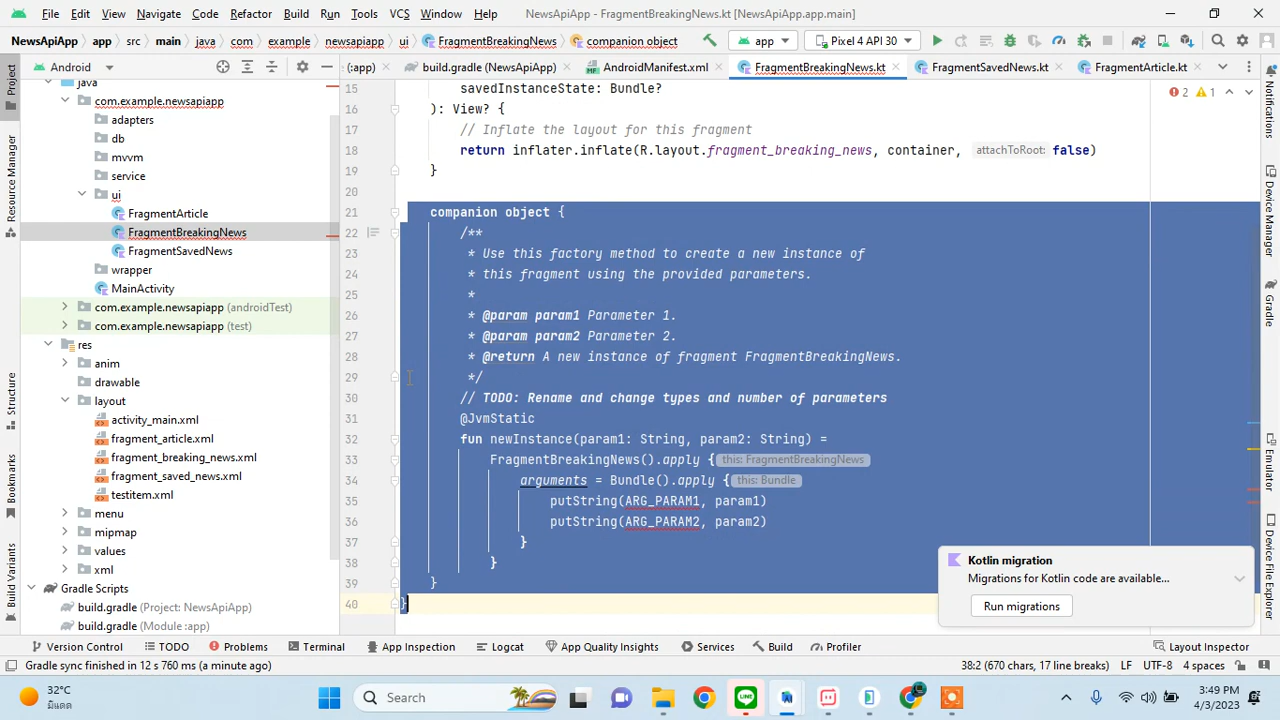 File Edit View Navigate Code Refactor Build Run Tools VCS Window Help NewsApiApp - FragmentBreakingNews.kt [NewsApiApp.app.main]
NewsApiApp app src main java com example newsapiapp ui FragmentBreakingNews companion object app Pixel 4 API 30
Android (:app) build.gradle (NewsApiApp) AndroidManifest.xml FragmentBreakingNews.kt FragmentSavedNews.kt FragmentArticle.kt
Project
Resource Manager
Structure
Bookmarks
Build Variants
java
com.example.newsapiapp
adapters
db
mvvm
service
ui
FragmentArticle
FragmentBreakingNews
FragmentSavedNews
wrapper
MainActivity
com.example.newsapiapp (androidTest)
com.example.newsapiapp (test)
res
anim
drawable
layout
activity_main.xml
fragment_article.xml
fragment_breaking_news.xml
fragment_saved_news.xml
testitem.xml
menu
mipmap
values
xml
Gradle Scripts
build.gradle (Project: NewsApiApp)
build.gradle (Module :app)
2 1
15 savedInstanceState: Bundle?
16 ): View? {
17 // Inflate the layout for this fragment
18 return inflater.inflate(R.layout.fragment_breaking_news, container, attachToRoot: false)
19 }
20
21 companion object {
22 /**
23 * Use this factory method to create a new instance of
24 * this fragment using the provided parameters.
25 *
26 * @param param1 Parameter 1.
27 * @param param2 Parameter 2.
28 * @return A new instance of fragment FragmentBreakingNews.
29 */
30 // TODO: Rename and change types and number of parameters
31 @JvmStatic
32 fun newInstance(param1: String, param2: String) =
33 FragmentBreakingNews().apply { this: FragmentBreakingNews
34 arguments = Bundle().apply { this: Bundle
35 putString(ARG_PARAM1, param1)
36 putString(ARG_PARAM2, param2)
37 }
38 }
39 }
40 }
Notifications
Device Manager
Gradle
Emulator
Device File Explorer
Kotlin migration
Migrations for Kotlin code are available...
Run migrations
Version Control TODO Problems Terminal App Inspection Logcat App Quality Insights Services Build Profiler Layout Inspector
Gradle sync finished in 12 s 760 ms (a minute ago) 38:2 (670 chars, 17 line breaks) LF UTF-8 4 spaces
32°C
มีแดด
Search
LINE
3:49 PM
4/3/2023